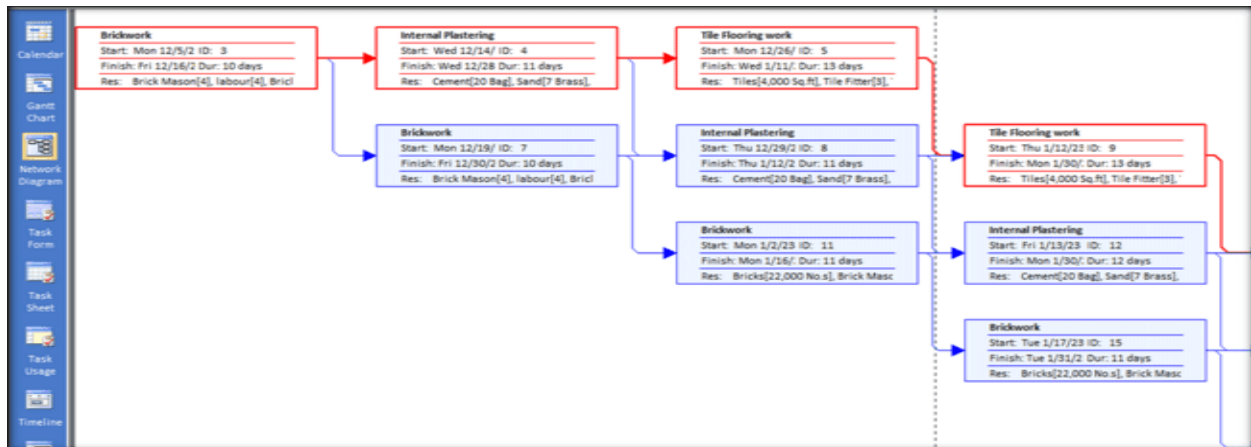 Calendar
Gantt
Chart
Network
Diagram
Task
Form
Task
Sheet
Task
Usage
Timeline
Brickwork
Start: Mon 12/5/2 ID: 3
Finish: Fri 12/16/2 Dur: 10 days
Res: Brick Mason[4], labour[4], Bricl
Internal Plastering
Start: Wed 12/14/ ID: 4
Finish: Wed 12/28 Dur: 11 days
Res: Cement[20 Bag], Sand[7 Brass],
Tile Flooring work
Start: Mon 12/26/ ID: 5
Finish: Wed 1/11/: Dur: 13 days
Res: Tiles[4,000 Sq.ft], Tile Fitter[3],
Brickwork
Start: Mon 12/19/ ID: 7
Finish: Fri 12/30/2 Dur: 10 days
Res: Brick Mason[4], labour[4], Bricl
Internal Plastering
Start: Thu 12/29/2 ID: 8
Finish: Thu 1/12/2 Dur: 11 days
Res: Cement[20 Bag], Sand[7 Brass],
Tile Flooring work
Start: Thu 1/12/23 ID: 9
Finish: Mon 1/30/: Dur: 13 days
Res: Tiles[4,000 Sq.ft], Tile Fitter[3],
Brickwork
Start: Mon 1/2/23 ID: 11
Finish: Mon 1/16/: Dur: 11 days
Res: Bricks[22,000 No.s], Brick Masc
Internal Plastering
Start: Fri 1/13/23 ID: 12
Finish: Mon 1/30/: Dur: 12 days
Res: Cement[20 Bag], Sand[7 Brass],
Brickwork
Start: Tue 1/17/23 ID: 15
Finish: Tue 1/31/2 Dur: 11 days
Res: Bricks[22,000 No.s], Brick Masc